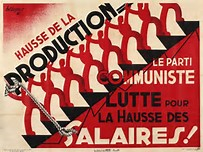 HAUSSE DE LA
PRODUCTION
LE PARTI
COMMUNISTE
LUTTE POUR
LA HAUSSE DES
SALAIRES!